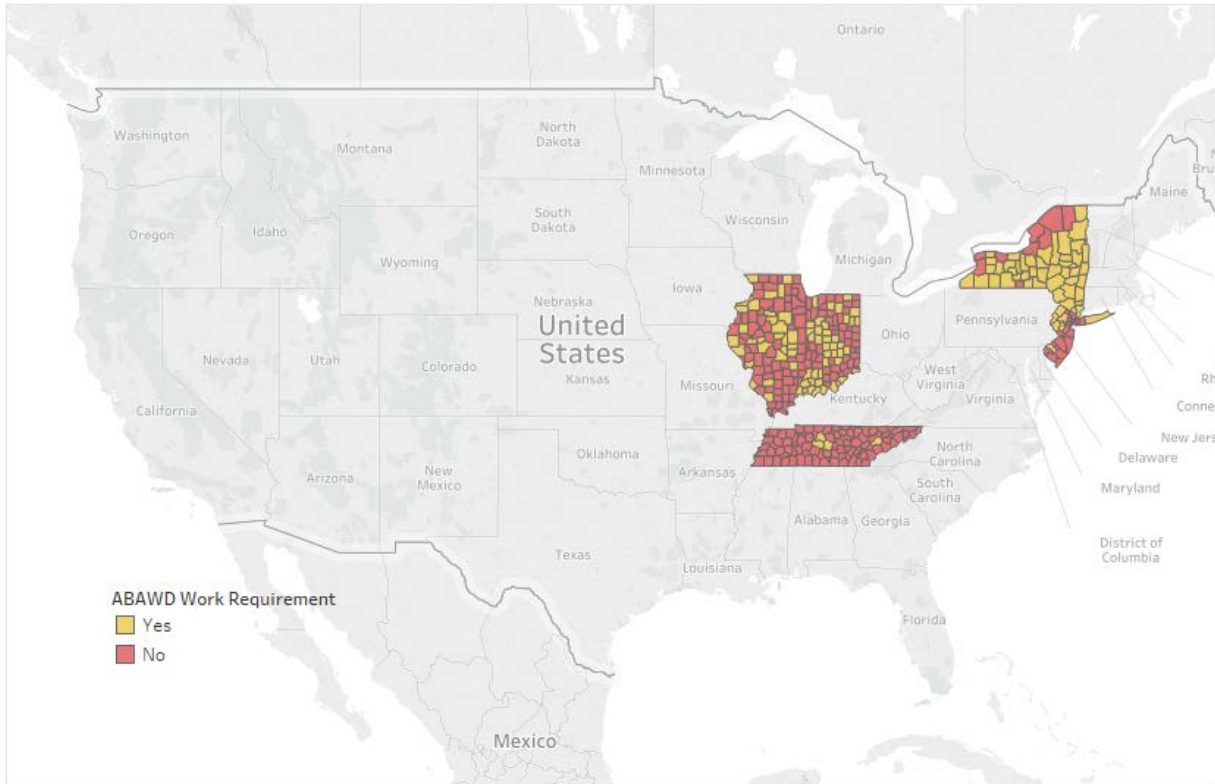 Ontario
Washington
Montana
North
Dakota
Minnesota
Maine
Bru
Oregon
Idaho
South
Dakota
Wisconsin
Michigan
Wyoming
Iowa
Nebraska
Pennsylvania
Ohio
Nevada
Utah
Colorado
United
States
Kansas
Missouri
West
Virginia
Virginia
Kentucky
California
Rh
Conne
New Jers
Delaware
Maryland
District of
Columbia
Arizona
New
Mexico
Oklahoma
Arkansas
North
Carolina
South
Carolina
Texas
Louisiana
Alabama
Georgia
Florida
ABAWD Work Requirement
Yes
No
Mexico